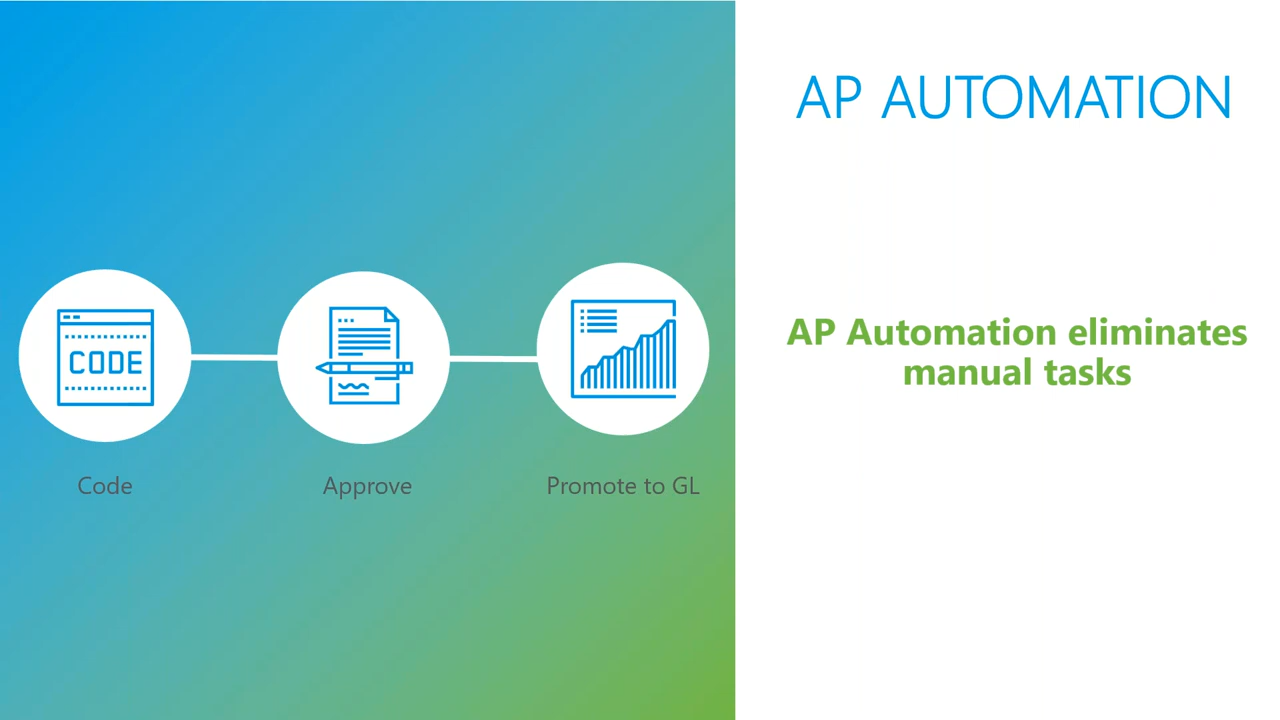 AP AUTOMATION
CODE
AP Automation eliminates
manual tasks
Code
Approve
Promote to GL